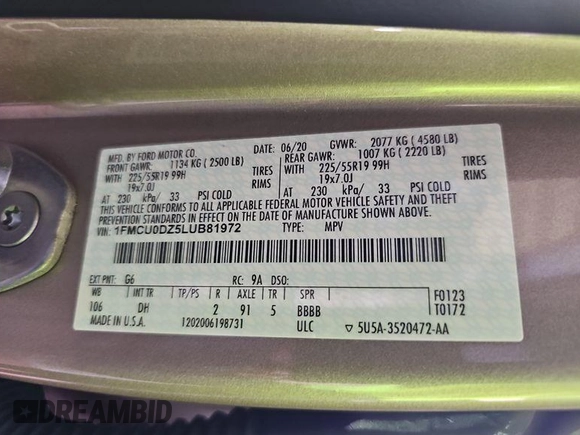 MFD. BY FORD MOTOR CO.
DATE: 06/20 GVWR: 2077 KG (4580 LB)
FRONT GAWR: 1134 KG (2500 LB)
REAR GAWR: 1007 KG (2220 LB)
WITH 225/55R19 99H TIRES
WITH 225/55R19 99H TIRES
19x7.0J RIMS
19x7.0J RIMS
AT 230 kPa/ 33 PSI COLD
AT 230 kPa/ 33 PSI COLD
THIS VEHICLE CONFORMS TO ALL APPLICABLE FEDERAL MOTOR VEHICLE SAFETY, BUMPER, AND THEFT
PREVENTION STANDARDS IN EFFECT ON THE DATE OF MANUFACTURE SHOWN ABOVE.
VIN: 1FMCU0DZ5LUB81972 TYPE: MPV
EXT PNT: G6 RC: 9A DSO:
WB INT TR TP/PS R AXLE TR SPR F0123
106 DH 2 91 5 BBBB T0172
MADE IN U.S.A. 1202006198731 ULC ▽ 5U5A-3520472-AA
DREAMBID